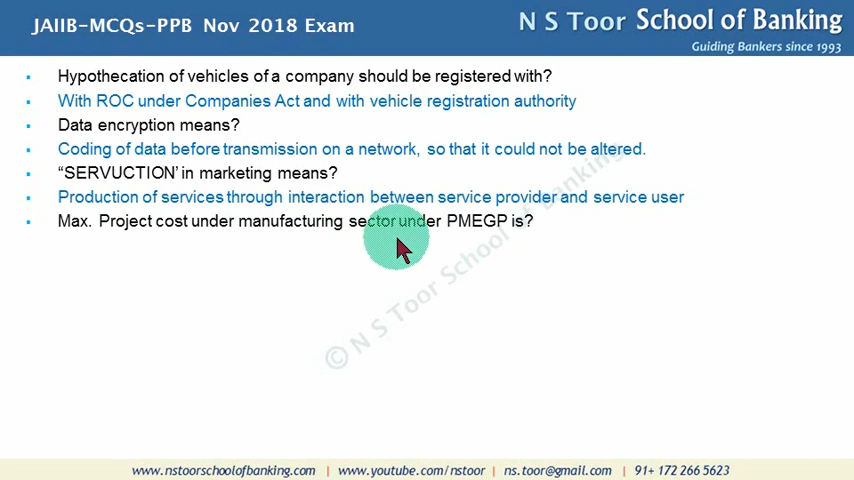 JAIIB-MCQs-PPB Nov 2018 Exam
N S Toor School of Banking
Guiding Bankers since 1993
Hypothecation of vehicles of a company should be registered with?
With ROC under Companies Act and with vehicle registration authority
Data encryption means?
Coding of data before transmission on a network, so that it could not be altered.
“SERVUCTION’ in marketing means?
Production of services through interaction between service provider and service user
Max. Project cost under manufacturing sector under PMEGP is?
© N S Toor School of Banking
www.nstoorschoolofbanking.com | www.youtube.com/nstoor | ns.toor@gmail.com | 91+ 172 266 5623